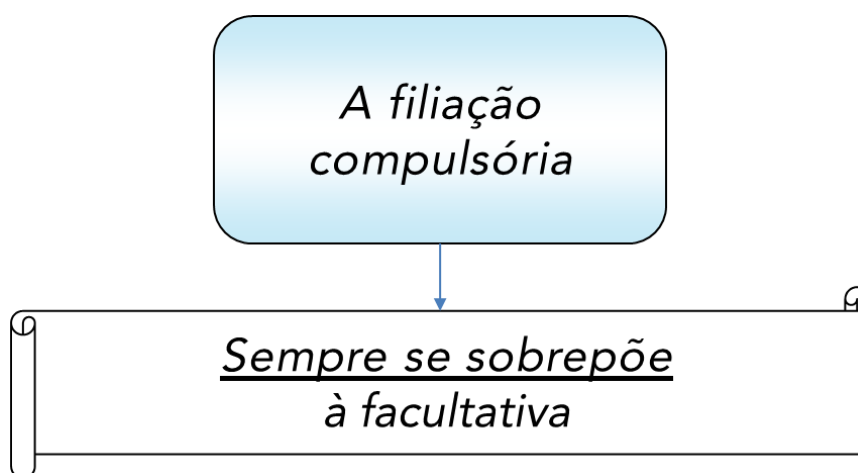 A filiação
compulsória
Sempre se sobrepõe
à facultativa